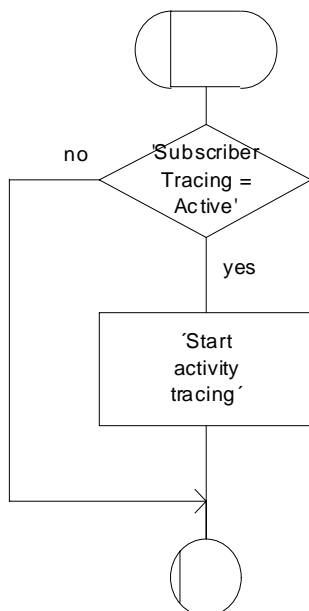 no
'Subscriber
Tracing =
Active'
yes
´Start
activity
tracing´